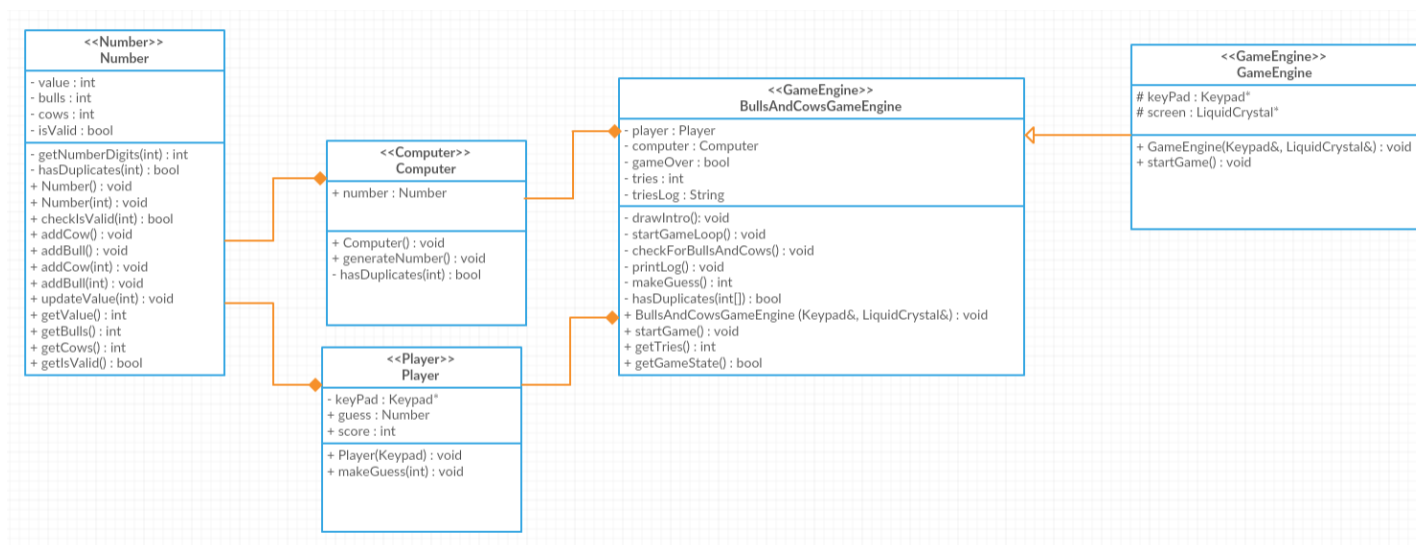 <<Number>>
Number
- value : int
- bulls : int
- cows : int
- isValid : bool
- getNumberDigits(int) : int
- hasDuplicates(int) : bool
+ Number() : void
+ Number(int) : void
+ checkIsValid(int) : bool
+ addCow() : void
+ addBull() : void
+ addCow(int) : void
+ addBull(int) : void
+ updateValue(int) : void
+ getValue() : int
+ getBulls() : int
+ getCows() : int
+ getIsValid() : bool
<<Computer>>
Computer
+ number : Number
+ Computer() : void
+ generateNumber() : void
- hasDuplicates(int) : bool
<<Player>>
Player
- keyPad : Keypad*
+ guess : Number
+ score : int
+ Player(Keypad) : void
+ makeGuess(int) : void
<<GameEngine>>
BullsAndCowsGameEngine
- player : Player
- computer : Computer
- gameOver : bool
- tries : int
- triesLog : String
- drawIntro(): void
- startGameLoop() : void
- checkForBullsAndCows() : void
- printLog() : void
- makeGuess() : int
- hasDuplicates(int[]) : bool
+ BullsAndCowsGameEngine (Keypad&, LiquidCrystal&) : void
+ startGame() : void
+ getTries() : int
+ getGameState() : bool
<<GameEngine>>
GameEngine
# keyPad : Keypad*
# screen : LiquidCrystal*
+ GameEngine(Keypad&, LiquidCrystal&) : void
+ startGame() : void